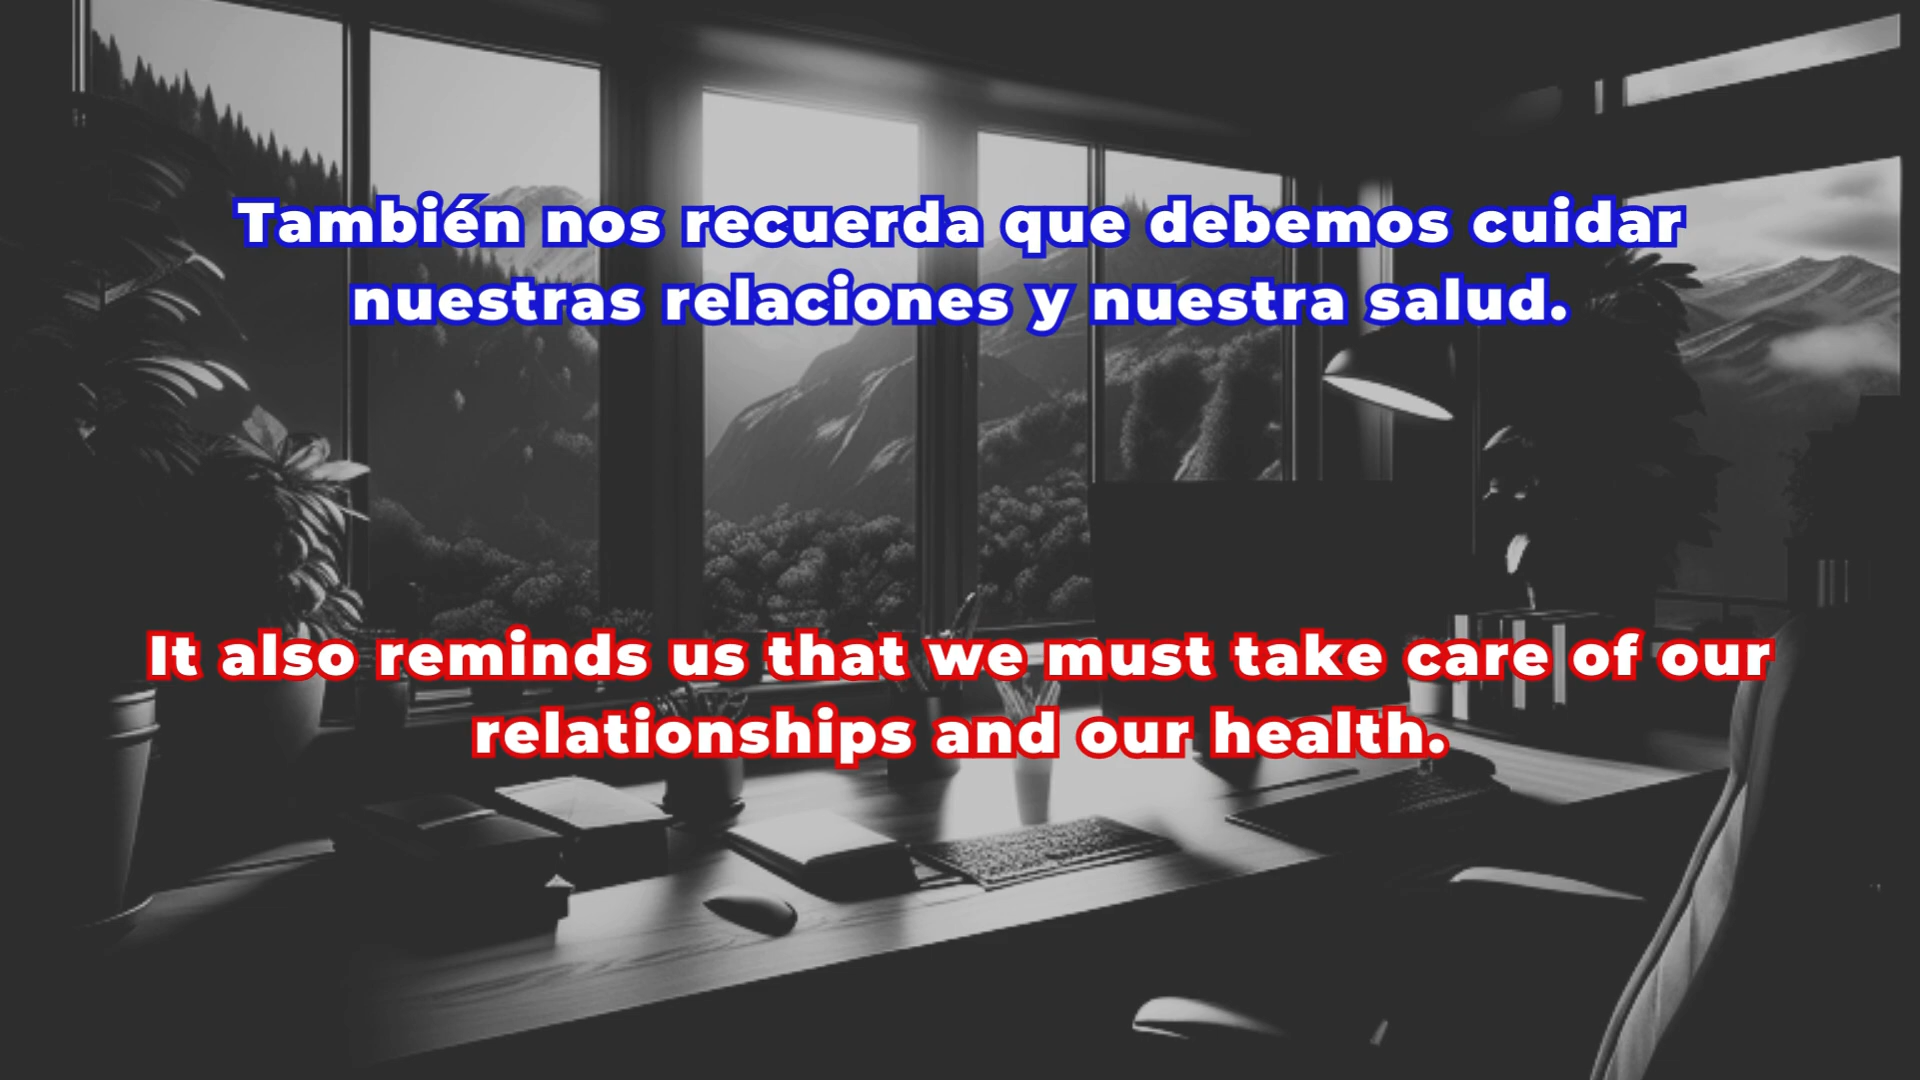 También nos recuerda que debemos cuidar
nuestras relaciones y nuestra salud.
It also reminds us that we must take care of our
relationships and our health.